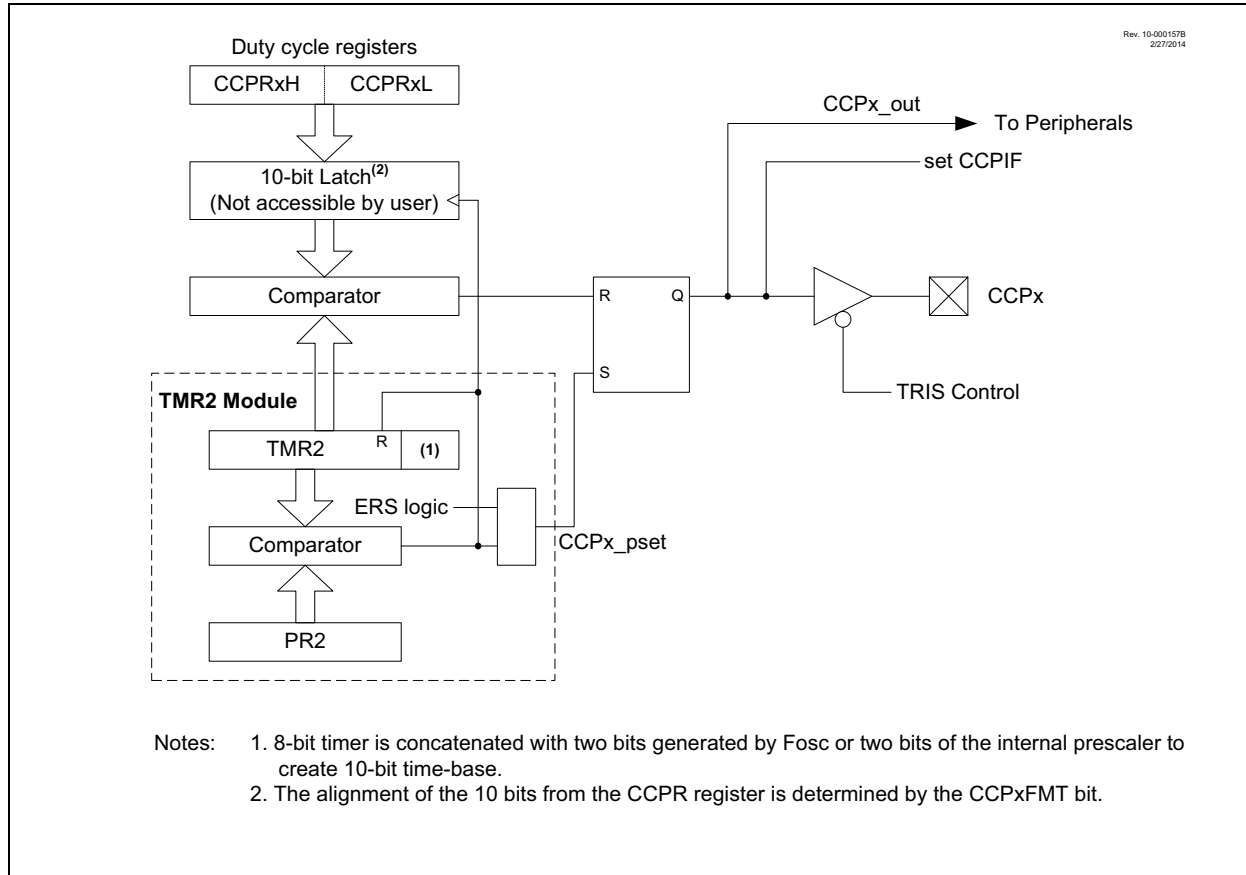 Rev. 10-000157B
2/27/2014
Duty cycle registers
CCPRxH CCPRxL
CCPx_out
To Peripherals
set CCPIF
10-bit Latch(2)
(Not accessible by user)
Comparator
R Q
CCPx
S
TRIS Control
TMR2 Module
R
TMR2 (1)
ERS logic
CCPx_pset
Comparator
PR2
Notes: 1. 8-bit timer is concatenated with two bits generated by Fosc or two bits of the internal prescaler to
create 10-bit time-base.
2. The alignment of the 10 bits from the CCPR register is determined by the CCPxFMT bit.